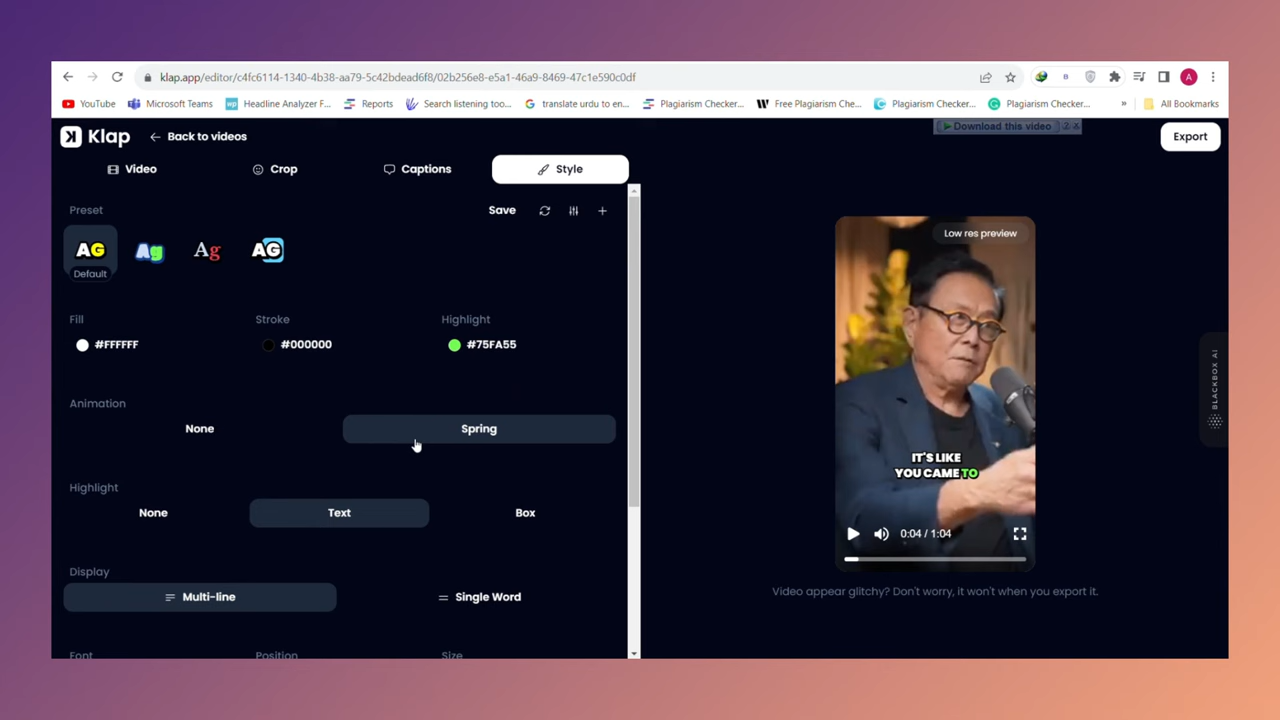 klap.app/editor/c4fc6114-1340-4b38-aa79-5c42bdead6f8/02b256e8-e5a1-46a9-8469-47c1e590c0df
A
YouTube
Microsoft Teams
wp Headline Analyzer F...
Reports
Search listening too...
translate urdu to en...
Plagiarism Checker...
Free Plagiarism Che...
Plagiarism Checker...
Plagiarism Checker...
»
All Bookmarks
Klap
Back to videos
Download this video
Export
Video
Crop
Captions
Style
Preset
Save
Low res preview
AG
Ag
Ag
AG
Default
Fill
Stroke
Highlight
#FFFFFF
#000000
#75FA55
Animation
None
Spring
BLACKBOX AI
IT'S LIKE
YOU CAME TO
Highlight
None
Text
Box
0:04 / 1:04
Display
Video appear glitchy? Don't worry, it won't when you export it.
Multi-line
Single Word
Font
Position
Size